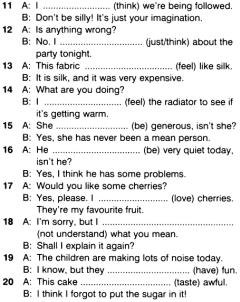 11 A: I .......................... (think) we're being followed.
B: Don't be silly! It's just your imagination.
12 A: Is anything wrong?
B: No. I .......................... (just/think) about the
party tonight.
13 A: This fabric .......................... (feel) like silk.
B: It is silk, and it was very expensive.
14 A: What are you doing?
B: I .......................... (feel) the radiator to see if
it's getting warm.
15 A: She .......................... (be) generous, isn't she?
B: Yes, she has never been a mean person.
16 A: He .......................... (be) very quiet today,
isn't he?
B: Yes, I think he has some problems.
17 A: Would you like some cherries?
B: Yes, please. I .......................... (love) cherries.
They're my favourite fruit.
18 A: I'm sorry, but I ..........................
(not understand) what you mean.
B: Shall I explain it again?
19 A: The children are making lots of noise today.
B: I know, but they .......................... (have) fun.
20 A: This cake .......................... (taste) awful.
B: I think I forgot to put the sugar in it!